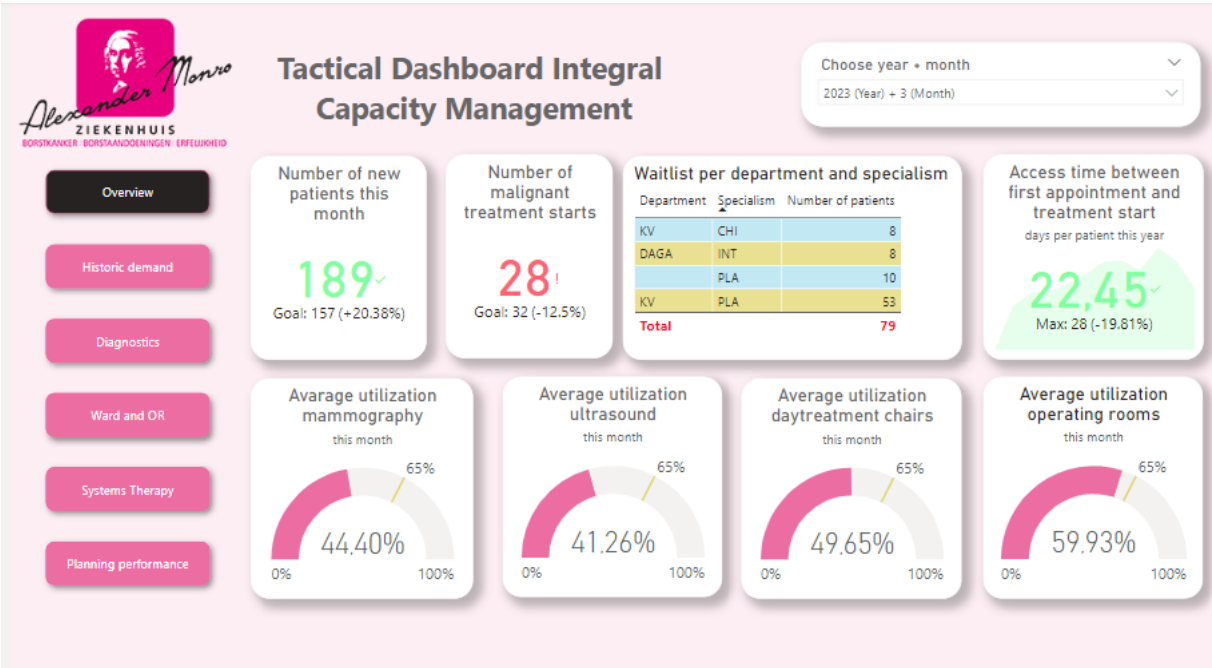 Alexander Monro
ZIEKENHUIS
BORSTKANKER BORSTAANDOENINGEN ERFELIJKHEID
Tactical Dashboard Integral
Capacity Management
Choose year + month
2023 (Year) + 3 (Month)
Overview
Historic demand
Diagnostics
Ward and OR
Systems Therapy
Planning performance
Number of new
patients this
month
189
Goal: 157 (+20.38%)
Number of
malignant
treatment starts
28!
Goal: 32 (-12.5%)
Waitlist per department and specialism
Department Specialism Number of patients
KV CHI 8
DAGA INT 8
PLA 10
KV PLA 53
Total 79
Access time between
first appointment and
treatment start
days per patient this year
22,45
Max: 28 (-19.81%)
Avarage utilization
mammography
this month
65%
44,40%
0% 100%
Average utilization
ultrasound
this month
65%
41,26%
0% 100%
Average utilization
daytreatment chairs
this month
65%
49,65%
0% 100%
Average utilization
operating rooms
this month
65%
59,93%
0% 100%